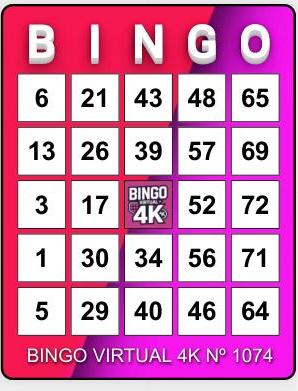 B I N G O
6 21 43 48 65
13 26 39 57 69
3 17 BINGO VIRTUAL 4K 52 72
1 30 34 56 71
5 29 40 46 64
BINGO VIRTUAL 4K Nº 1074